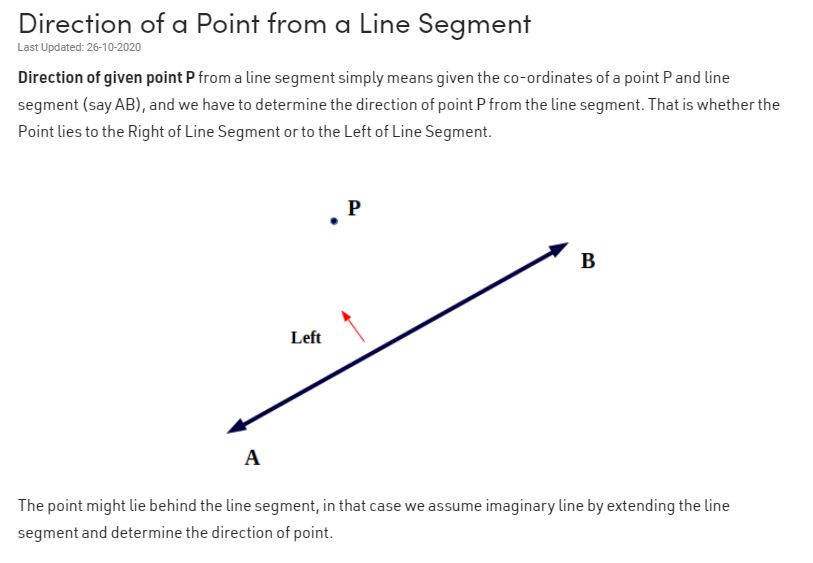 Direction of a Point from a Line Segment
Last Updated: 26-10-2020
Direction of given point P from a line segment simply means given the co-ordinates of a point P and line
segment (say AB), and we have to determine the direction of point P from the line segment. That is whether the
Point lies to the Right of Line Segment or to the Left of Line Segment.
P
B
Left
A
The point might lie behind the line segment, in that case we assume imaginary line by extending the line
segment and determine the direction of point.